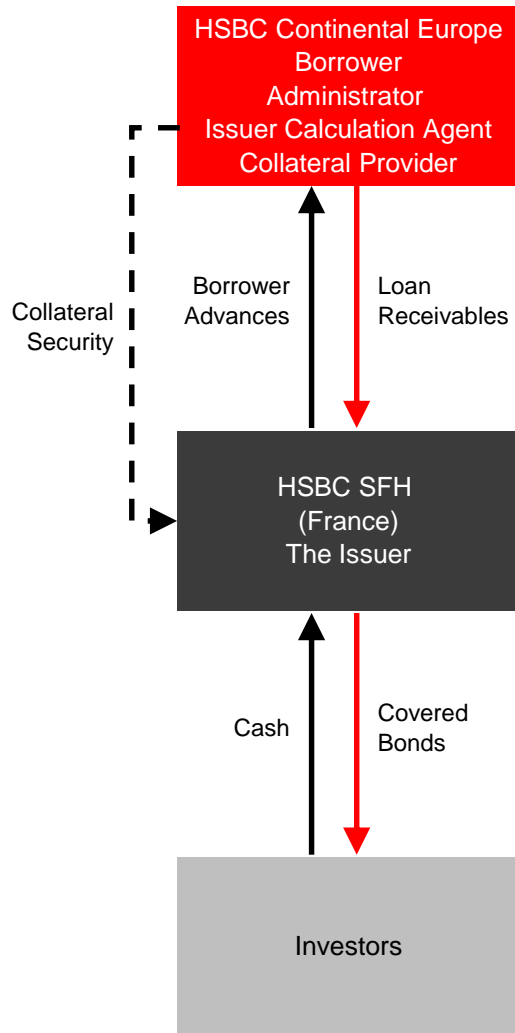 HSBC Continental Europe
Borrower
Administrator
Issuer Calculation Agent
Collateral Provider
Collateral
Security
Borrower
Advances
Loan
Receivables
HSBC SFH
(France)
The Issuer
Cash
Covered
Bonds
Investors